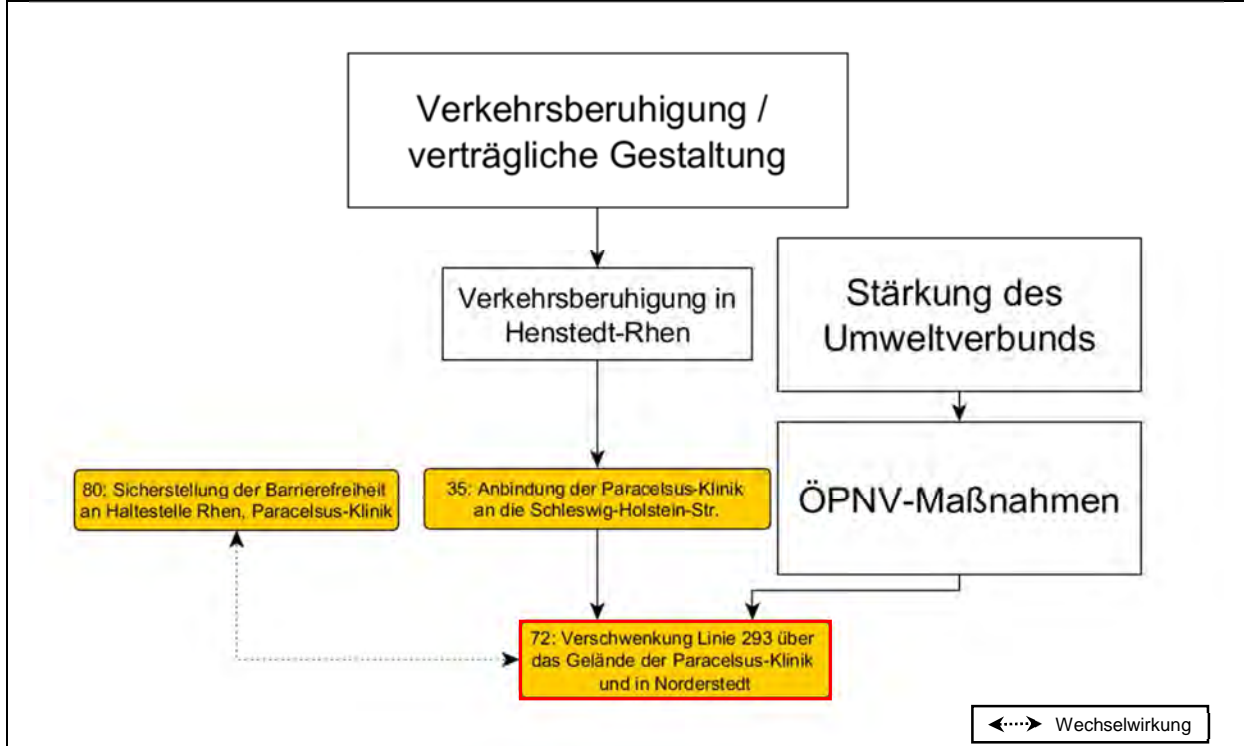 Verkehrsberuhigung /
verträgliche Gestaltung
Verkehrsberuhigung in
Henstedt-Rhen
Stärkung des
Umweltverbunds
80: Sicherstellung der Barrierefreiheit
an Haltestelle Rhen, Paracelsus-Klinik
35: Anbindung der Paracelsus-Klinik
an die Schleswig-Holstein-Str.
ÖPNV-Maßnahmen
72: Verschwenkung Linie 293 über
das Gelände der Paracelsus-Klinik
und in Norderstedt
Wechselwirkung